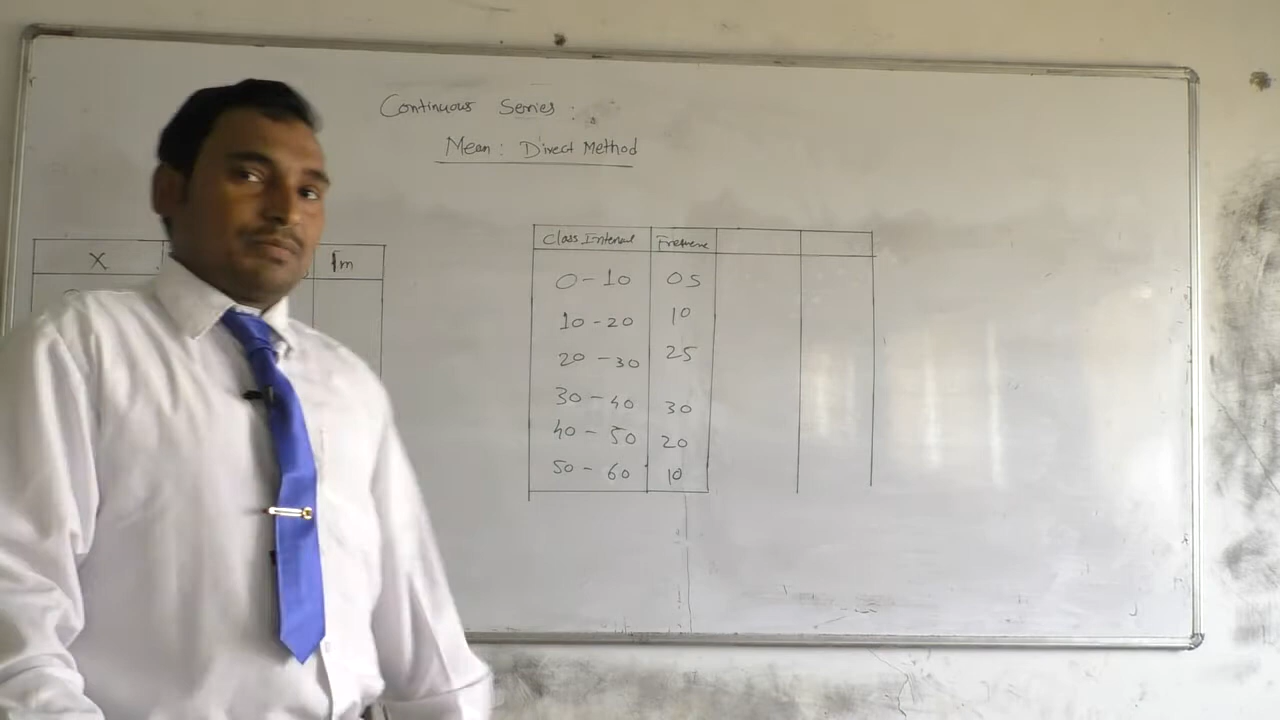 Continuous Series :
Mean : Direct Method
X fm
Class Interval
0 - 10 05
10 - 20 10
20 - 30 25
30 - 40 30
40 - 50 20
50 - 60 10